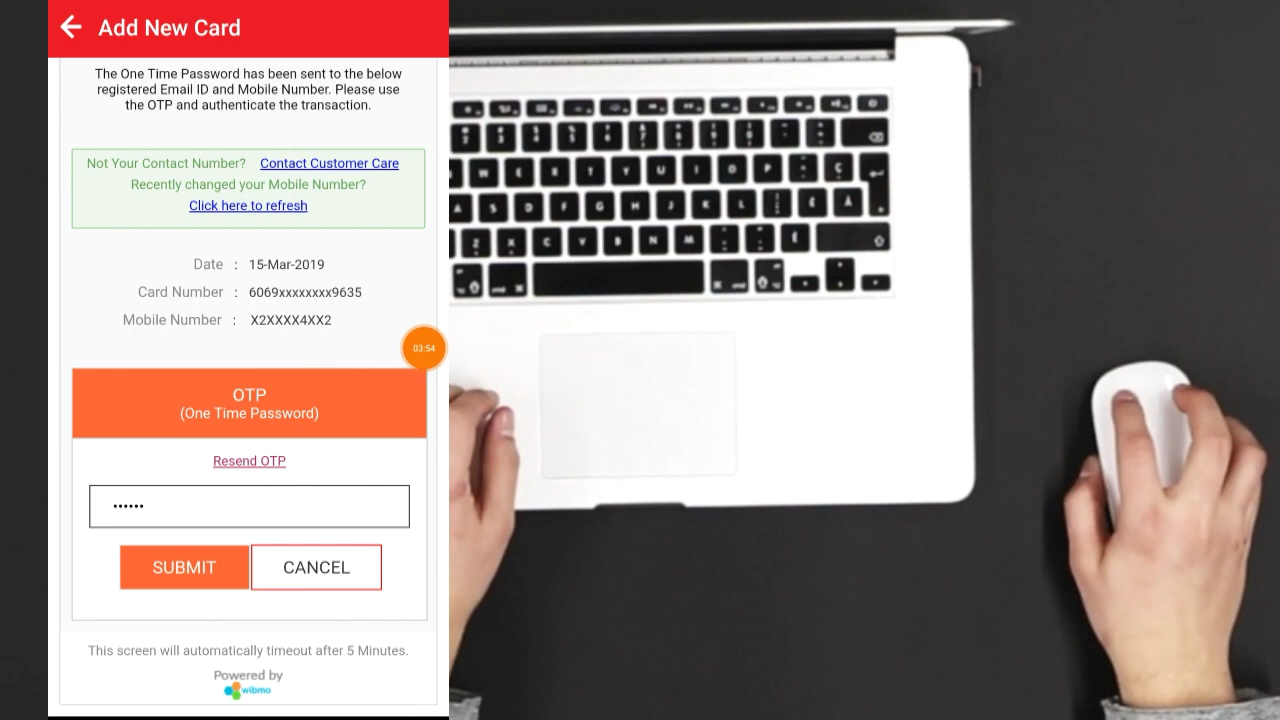 Add New Card
The One Time Password has been sent to the below
registered Email ID and Mobile Number. Please use
the OTP and authenticate the transaction.
Not Your Contact Number? Contact Customer Care
Recently changed your Mobile Number?
Click here to refresh
Date : 15-Mar-2019
Card Number : 6069xxxxxxxx9635
Mobile Number : X2XXXX4XX2
03:54
OTP
(One Time Password)
Resend OTP
••••••
SUBMIT CANCEL
This screen will automatically timeout after 5 Minutes.
Powered by
wibmo
W E R T Y U I O P
A S D F G H J K L
Z X C V B N M